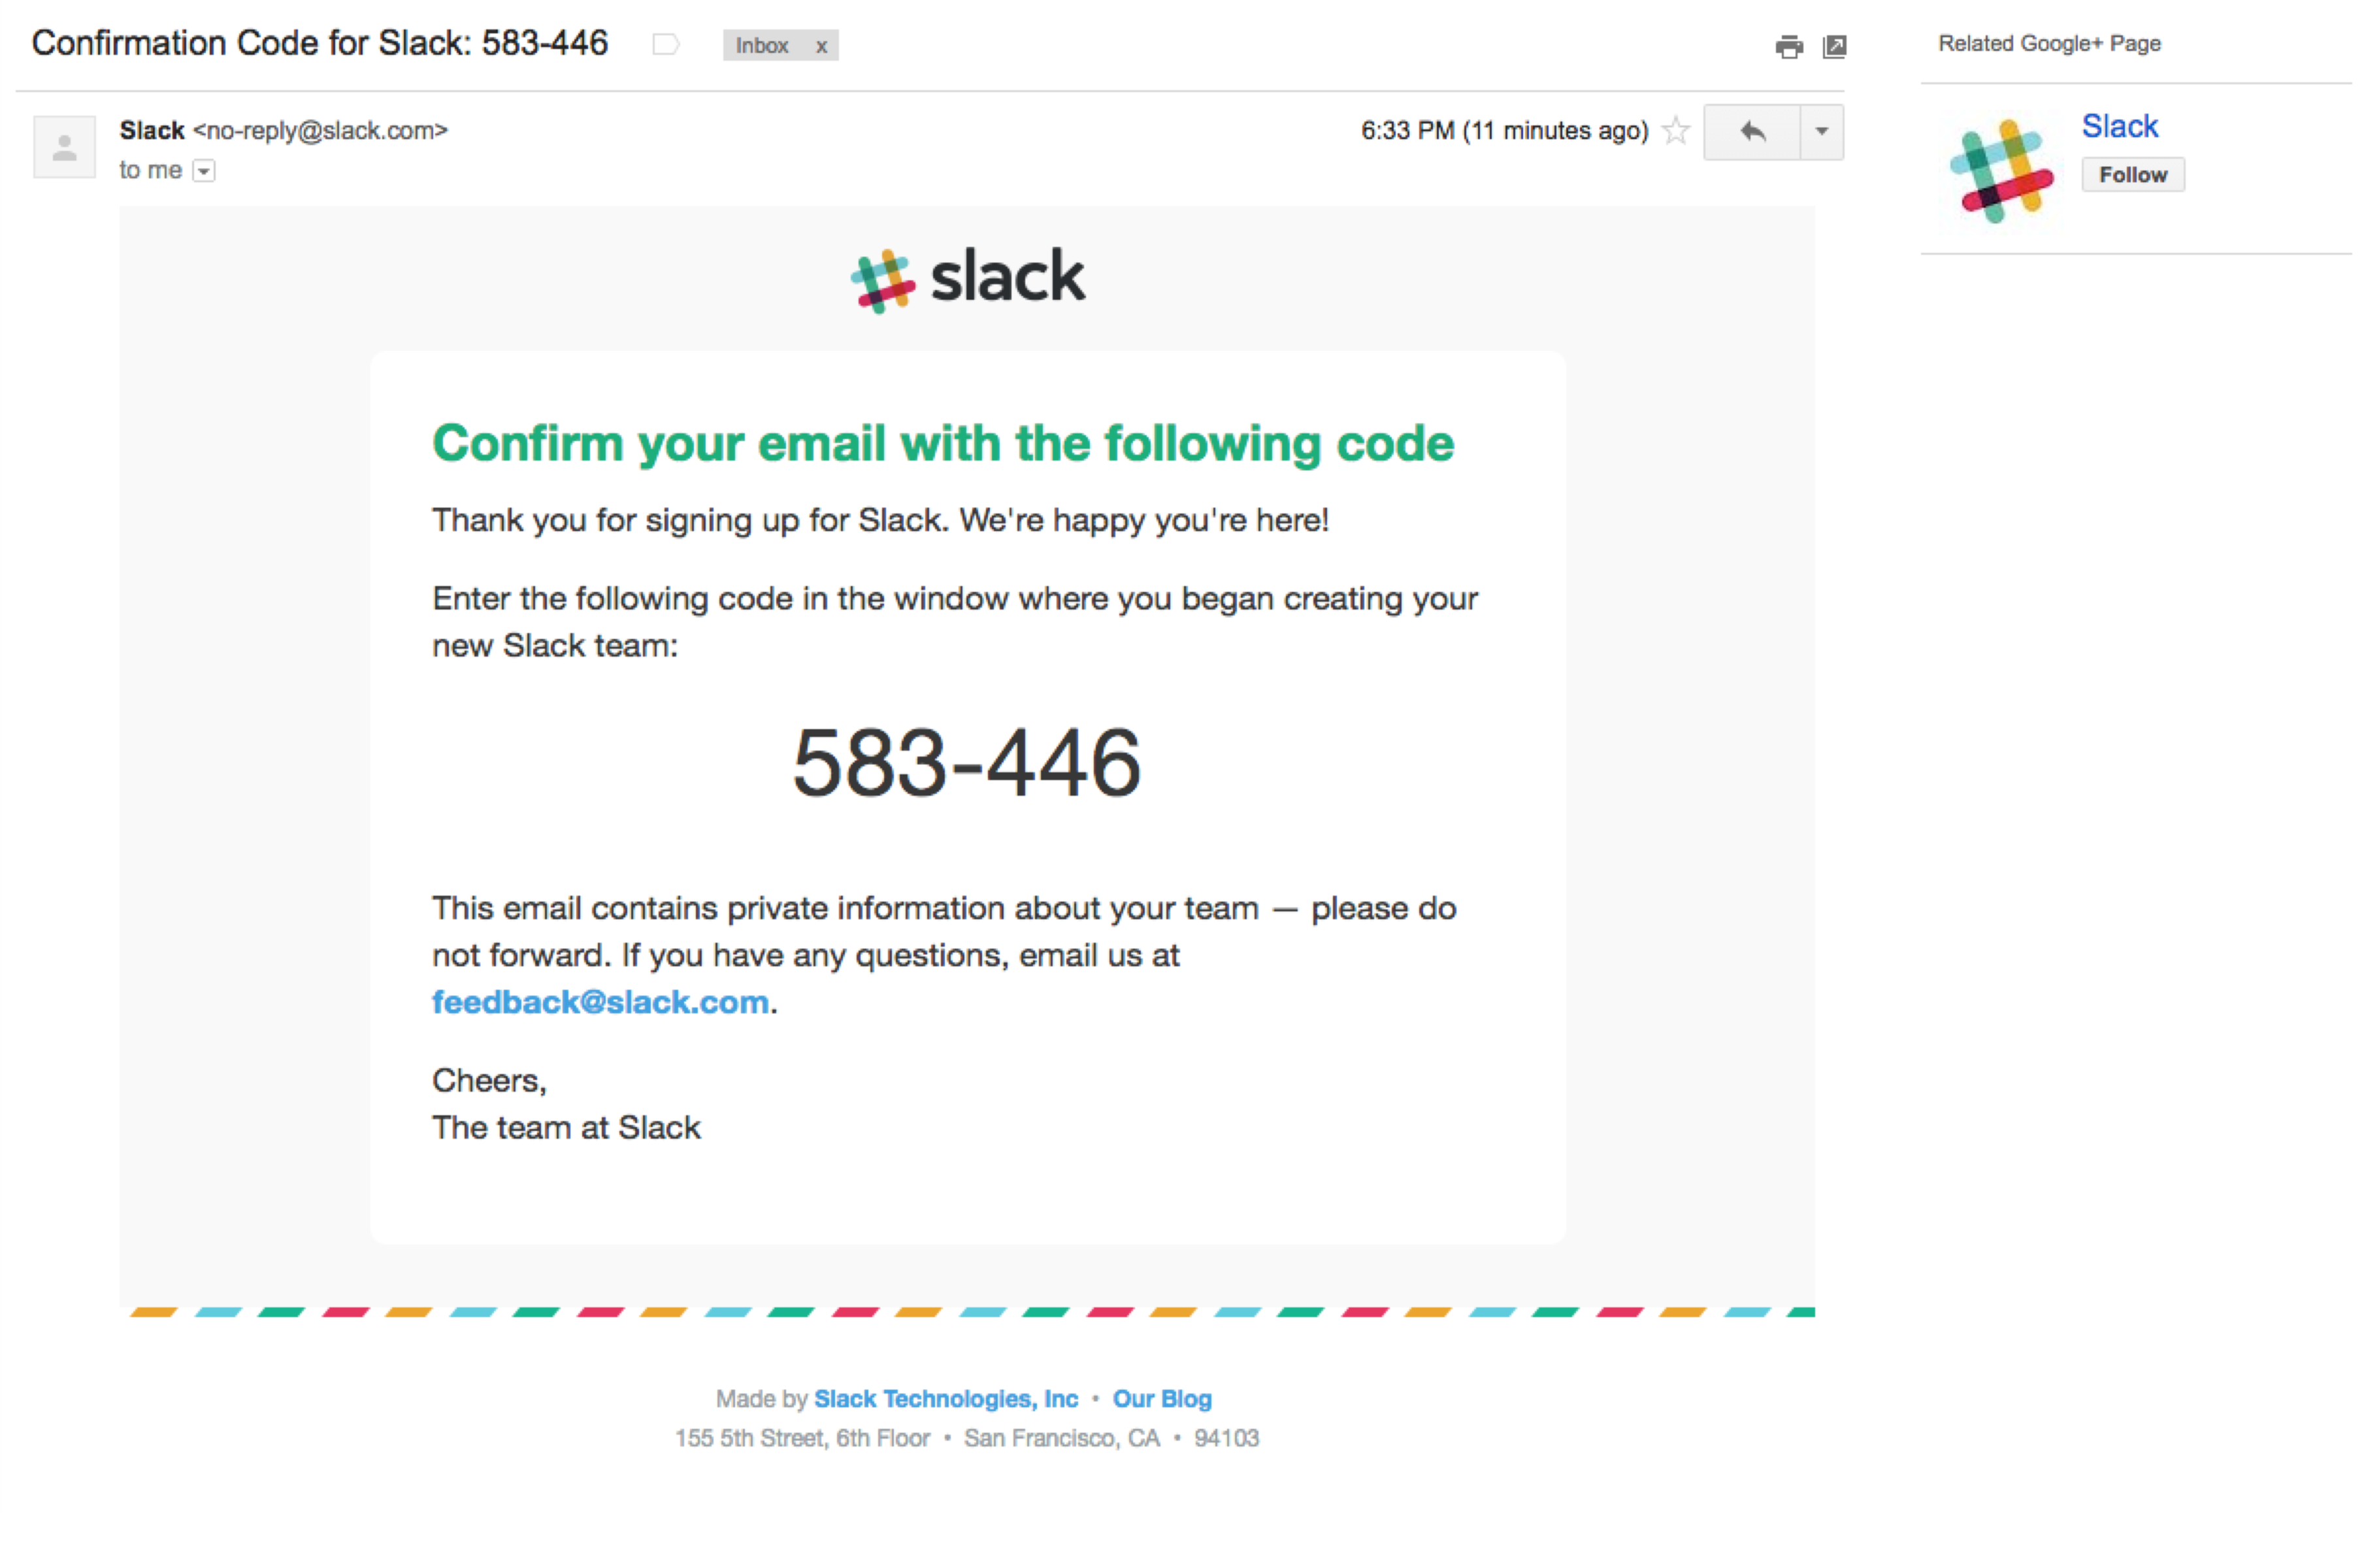 Confirmation Code for Slack: 583-446
Inbox x
Related Google+ Page
Slack <no-reply@slack.com>
6:33 PM (11 minutes ago)
to me
Slack
Follow
slack
Confirm your email with the following code
Thank you for signing up for Slack. We're happy you're here!
Enter the following code in the window where you began creating your
new Slack team:
583-446
This email contains private information about your team — please do
not forward. If you have any questions, email us at
feedback@slack.com.
Cheers,
The team at Slack
Made by Slack Technologies, Inc • Our Blog
155 5th Street, 6th Floor • San Francisco, CA • 94103